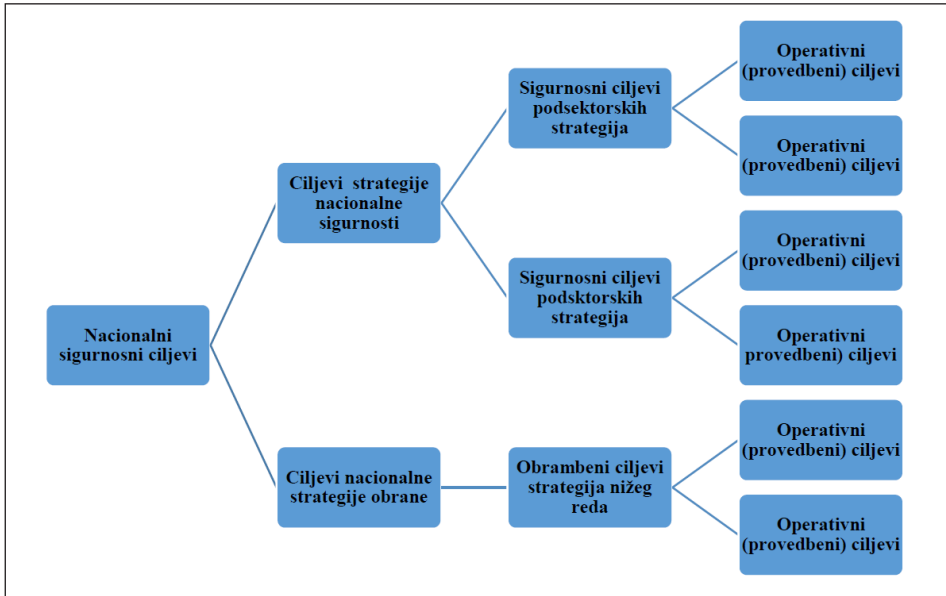 Nacionalni
sigurnosni ciljevi
Ciljevi strategije
nacionalne
sigurnosti
Sigurnosni ciljevi
podsektorskih
strategija
Operativni
(provedbeni) ciljevi
Operativni
(provedbeni) ciljevi
Sigurnosni ciljevi
podsktorskih
strategija
Operativni
(provedbeni) ciljevi
Operativni
provedbeni) ciljevi
Ciljevi nacionalne
strategije obrane
Obrambeni ciljevi
strategija nižeg
reda
Operativni
(provedbeni) ciljevi
Operativni
(provedbeni) ciljevi